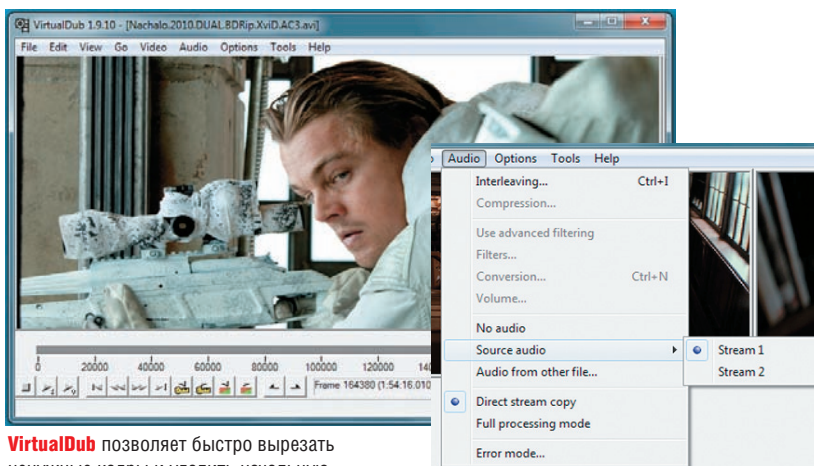 VirtualDub 1.9.10 - [Nachalo.2010.DUAL.BDRip.XviD.AC3.avi]
File Edit View Go Video Audio Options Tools Help
0 20000 40000 60000 80000 100000 120000
Frame 164380 (1:54:16.010
Audio Options Tools Help
Interleaving... Ctrl+I
Compression...
Use advanced filtering
Filters...
Conversion... Ctrl+N
Volume...
No audio
Source audio
Stream 1
Stream 2
Audio from other file...
Direct stream copy
Full processing mode
Error mode...
VirtualDub позволяет быстро вырезать